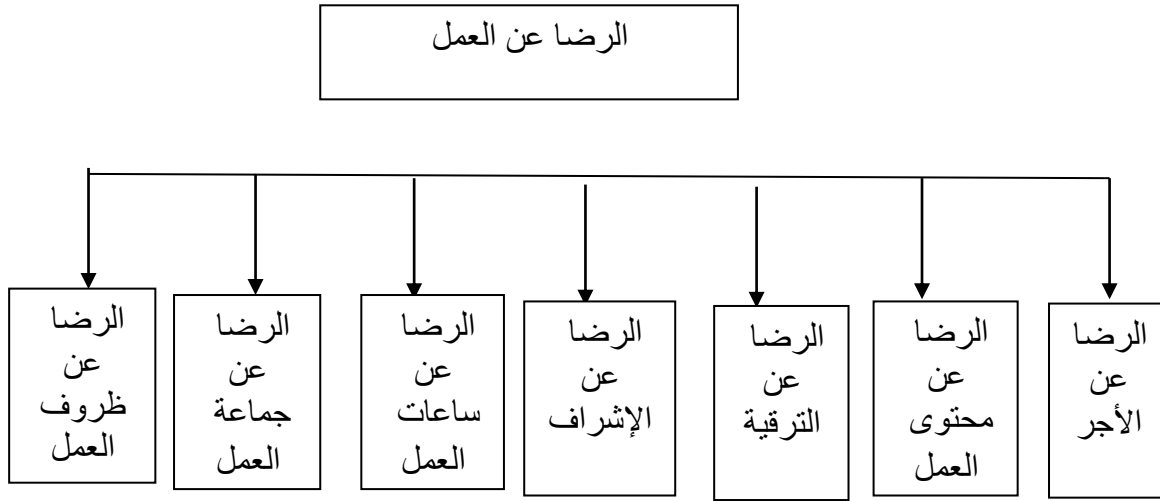 الرضا عن العمل
الرضا
عن
الأجر
الرضا
عن
محتوى
العمل
الرضا
عن
الترقية
الرضا
عن
الإشراف
الرضا
عن
ساعات
العمل
الرضا
عن
جماعة
العمل
الرضا
عن
ظروف
العمل